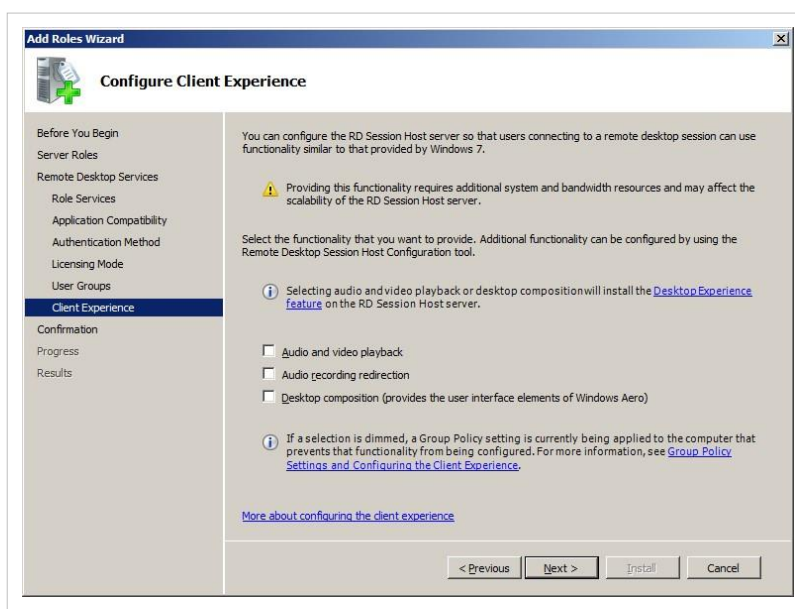 Add Roles Wizard
Configure Client Experience
Before You Begin
Server Roles
Remote Desktop Services
Role Services
Application Compatibility
Authentication Method
Licensing Mode
User Groups
Client Experience
Confirmation
Progress
Results
You can configure the RD Session Host server so that users connecting to a remote desktop session can use
functionality similar to that provided by Windows 7.
Providing this functionality requires additional system and bandwidth resources and may affect the
scalability of the RD Session Host server.
Select the functionality that you want to provide. Additional functionality can be configured by using the
Remote Desktop Session Host Configuration tool.
Selecting audio and video playback or desktop composition will install the Desktop Experience
feature on the RD Session Host server.
Audio and video playback
Audio recording redirection
Desktop composition (provides the user interface elements of Windows Aero)
If a selection is dimmed, a Group Policy setting is currently being applied to the computer that
prevents that functionality from being configured. For more information, see Group Policy
Settings and Configuring the Client Experience.
More about configuring the client experience
< Previous
Next >
Install
Cancel